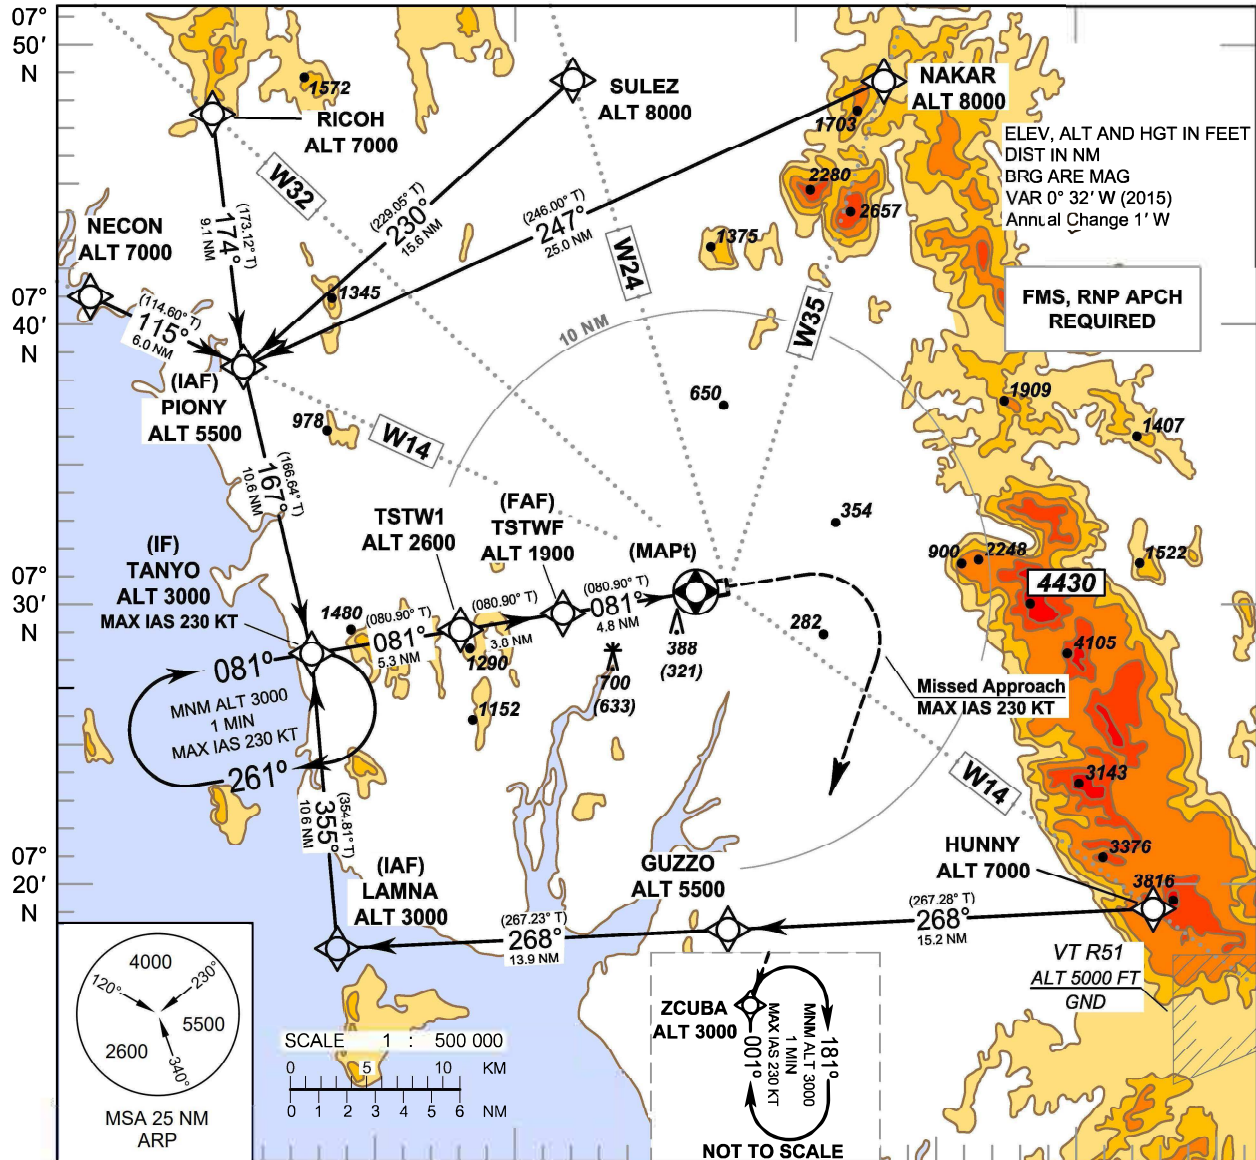 07°
50′
N
07°
40′
N
07°
30′
N
07°
20′
N
1572
RICOH
ALT 7000
SULEZ
ALT 8000
NAKAR
ALT 8000
1703
ELEV, ALT AND HGT IN FEET
DIST IN NM
BRG ARE MAG
VAR 0° 32′ W (2015)
Annual Change 1′ W
FMS, RNP APCH
REQUIRED
2280
2657
1375
W32
W24
W35
10 NM
NECON
ALT 7000
(173.12° T)
174°
9.1 NM
(229.05° T)
230°
15.6 NM
(246.00° T)
247°
25.0 NM
(114.60° T)
115°
6.0 NM
1345
(IAF)
PIONY
ALT 5500
978
W14
650
1909
1407
(166.64° T)
167°
10.6 NM
TSTW1
ALT 2600
(FAF)
TSTWF
ALT 1900
(MAPt)
354
900
2248
1522
4430
4105
(IF)
TANYO
ALT 3000
MAX IAS 230 KT
1480
(080.90° T)
081°
5.3 NM
(080.90° T)
3.8 NM
(080.90° T)
081°
4.8 NM
1290
1152
388
(321)
700
(633)
282
Missed Approach
MAX IAS 230 KT
081°
MNM ALT 3000
1 MIN
MAX IAS 230 KT
261°
(354.81° T)
355°
10.6 NM
W14
3143
3376
3816
HUNNY
ALT 7000
(IAF)
LAMNA
ALT 3000
GUZZO
ALT 5500
(267.23° T)
268°
13.9 NM
(267.28° T)
268°
15.2 NM
VT R51
ALT 5000 FT
GND
4000
120°
230°
5500
2600
340°
MSA 25 NM
ARP
SCALE 1 : 500 000
0 5 10 KM
0 1 2 3 4 5 6 NM
ZCUBA
ALT 3000
001°
MAX IAS 230 KT
1 MIN
MNM ALT 3000
181°
NOT TO SCALE